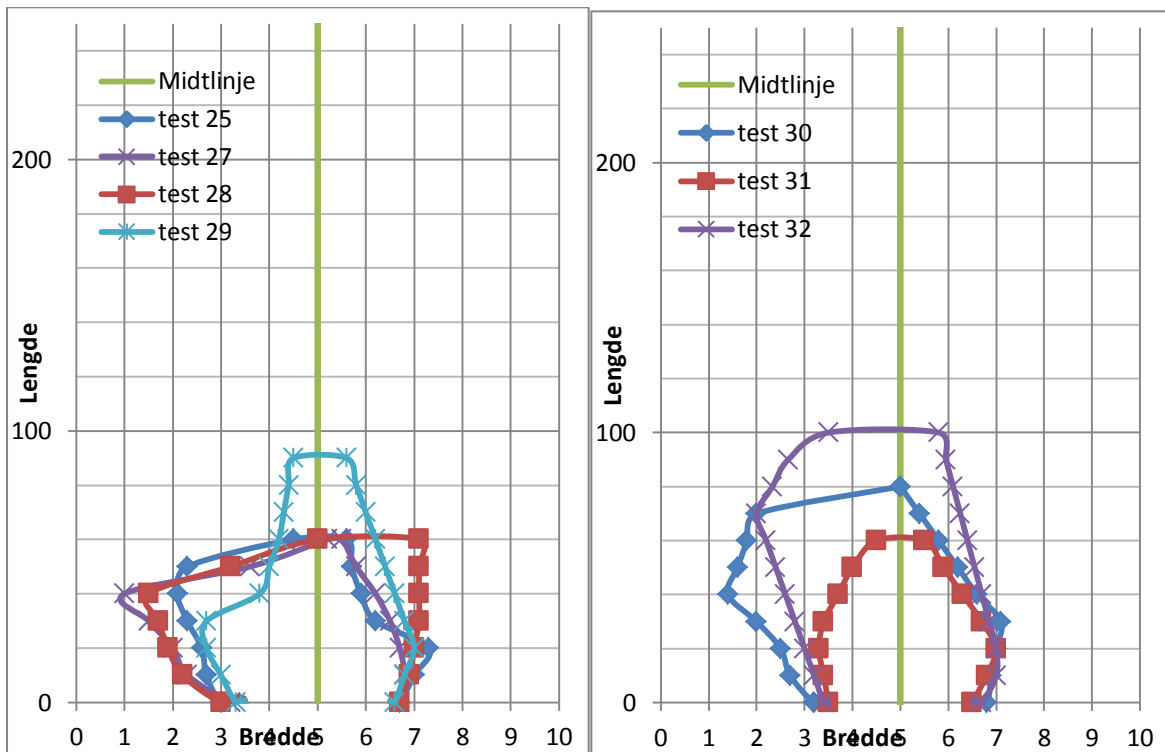 Midtlinje
test 25
test 27
test 28
test 29
200
100
0
Lengde
0 1 2 3 4 5 6 7 8 9 10
Bredde
Midtlinje
test 30
test 31
test 32
200
100
0
Lengde
0 1 2 3 4 5 6 7 8 9 10
Bredde